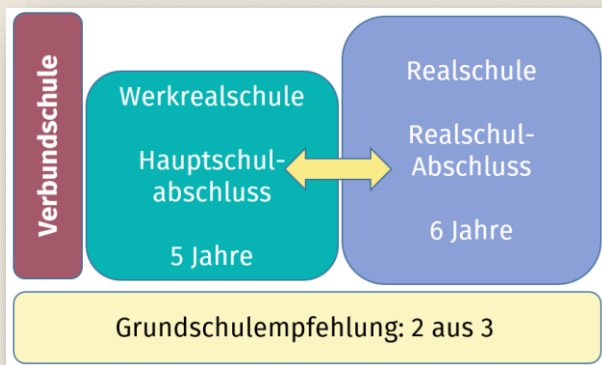 Verbundschule
Werkrealschule
Hauptschul-
abschluss
5 Jahre
Realschule
Realschul-
Abschluss
6 Jahre
Grundschulempfehlung: 2 aus 3